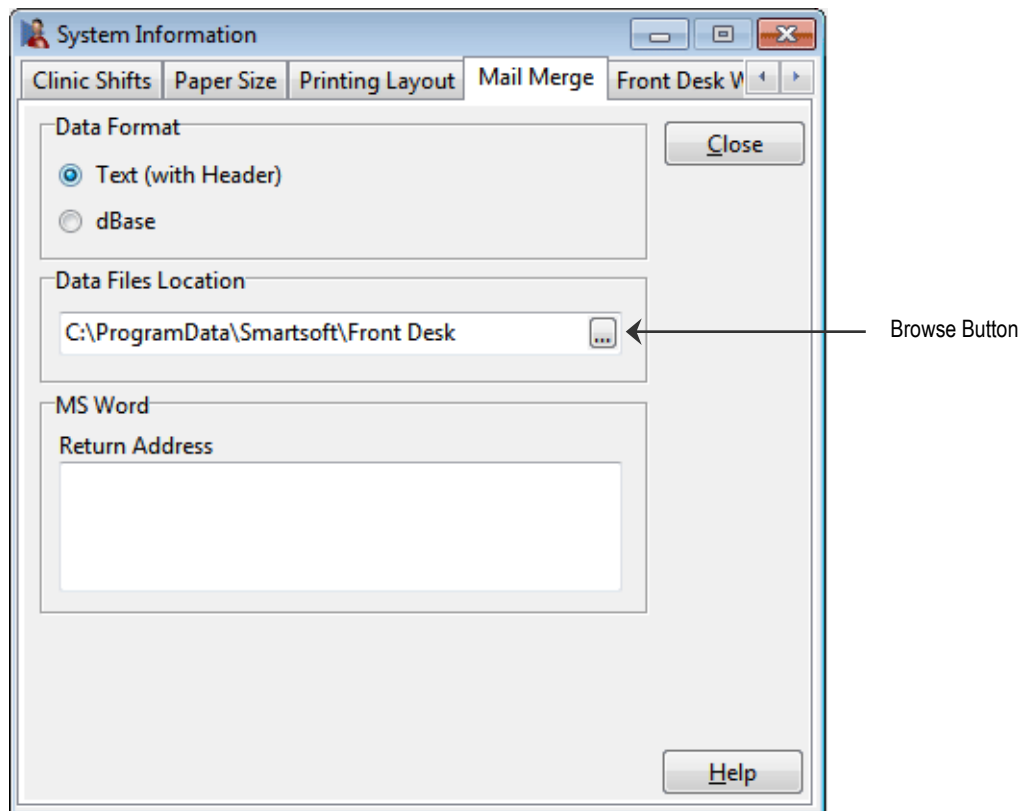 System Information
Clinic Shifts Paper Size Printing Layout Mail Merge Front Desk
Data Format
Close
Text (with Header)
dBase
Data Files Location
C:\ProgramData\Smartsoft\Front Desk
...
Browse Button
MS Word
Return Address
Help